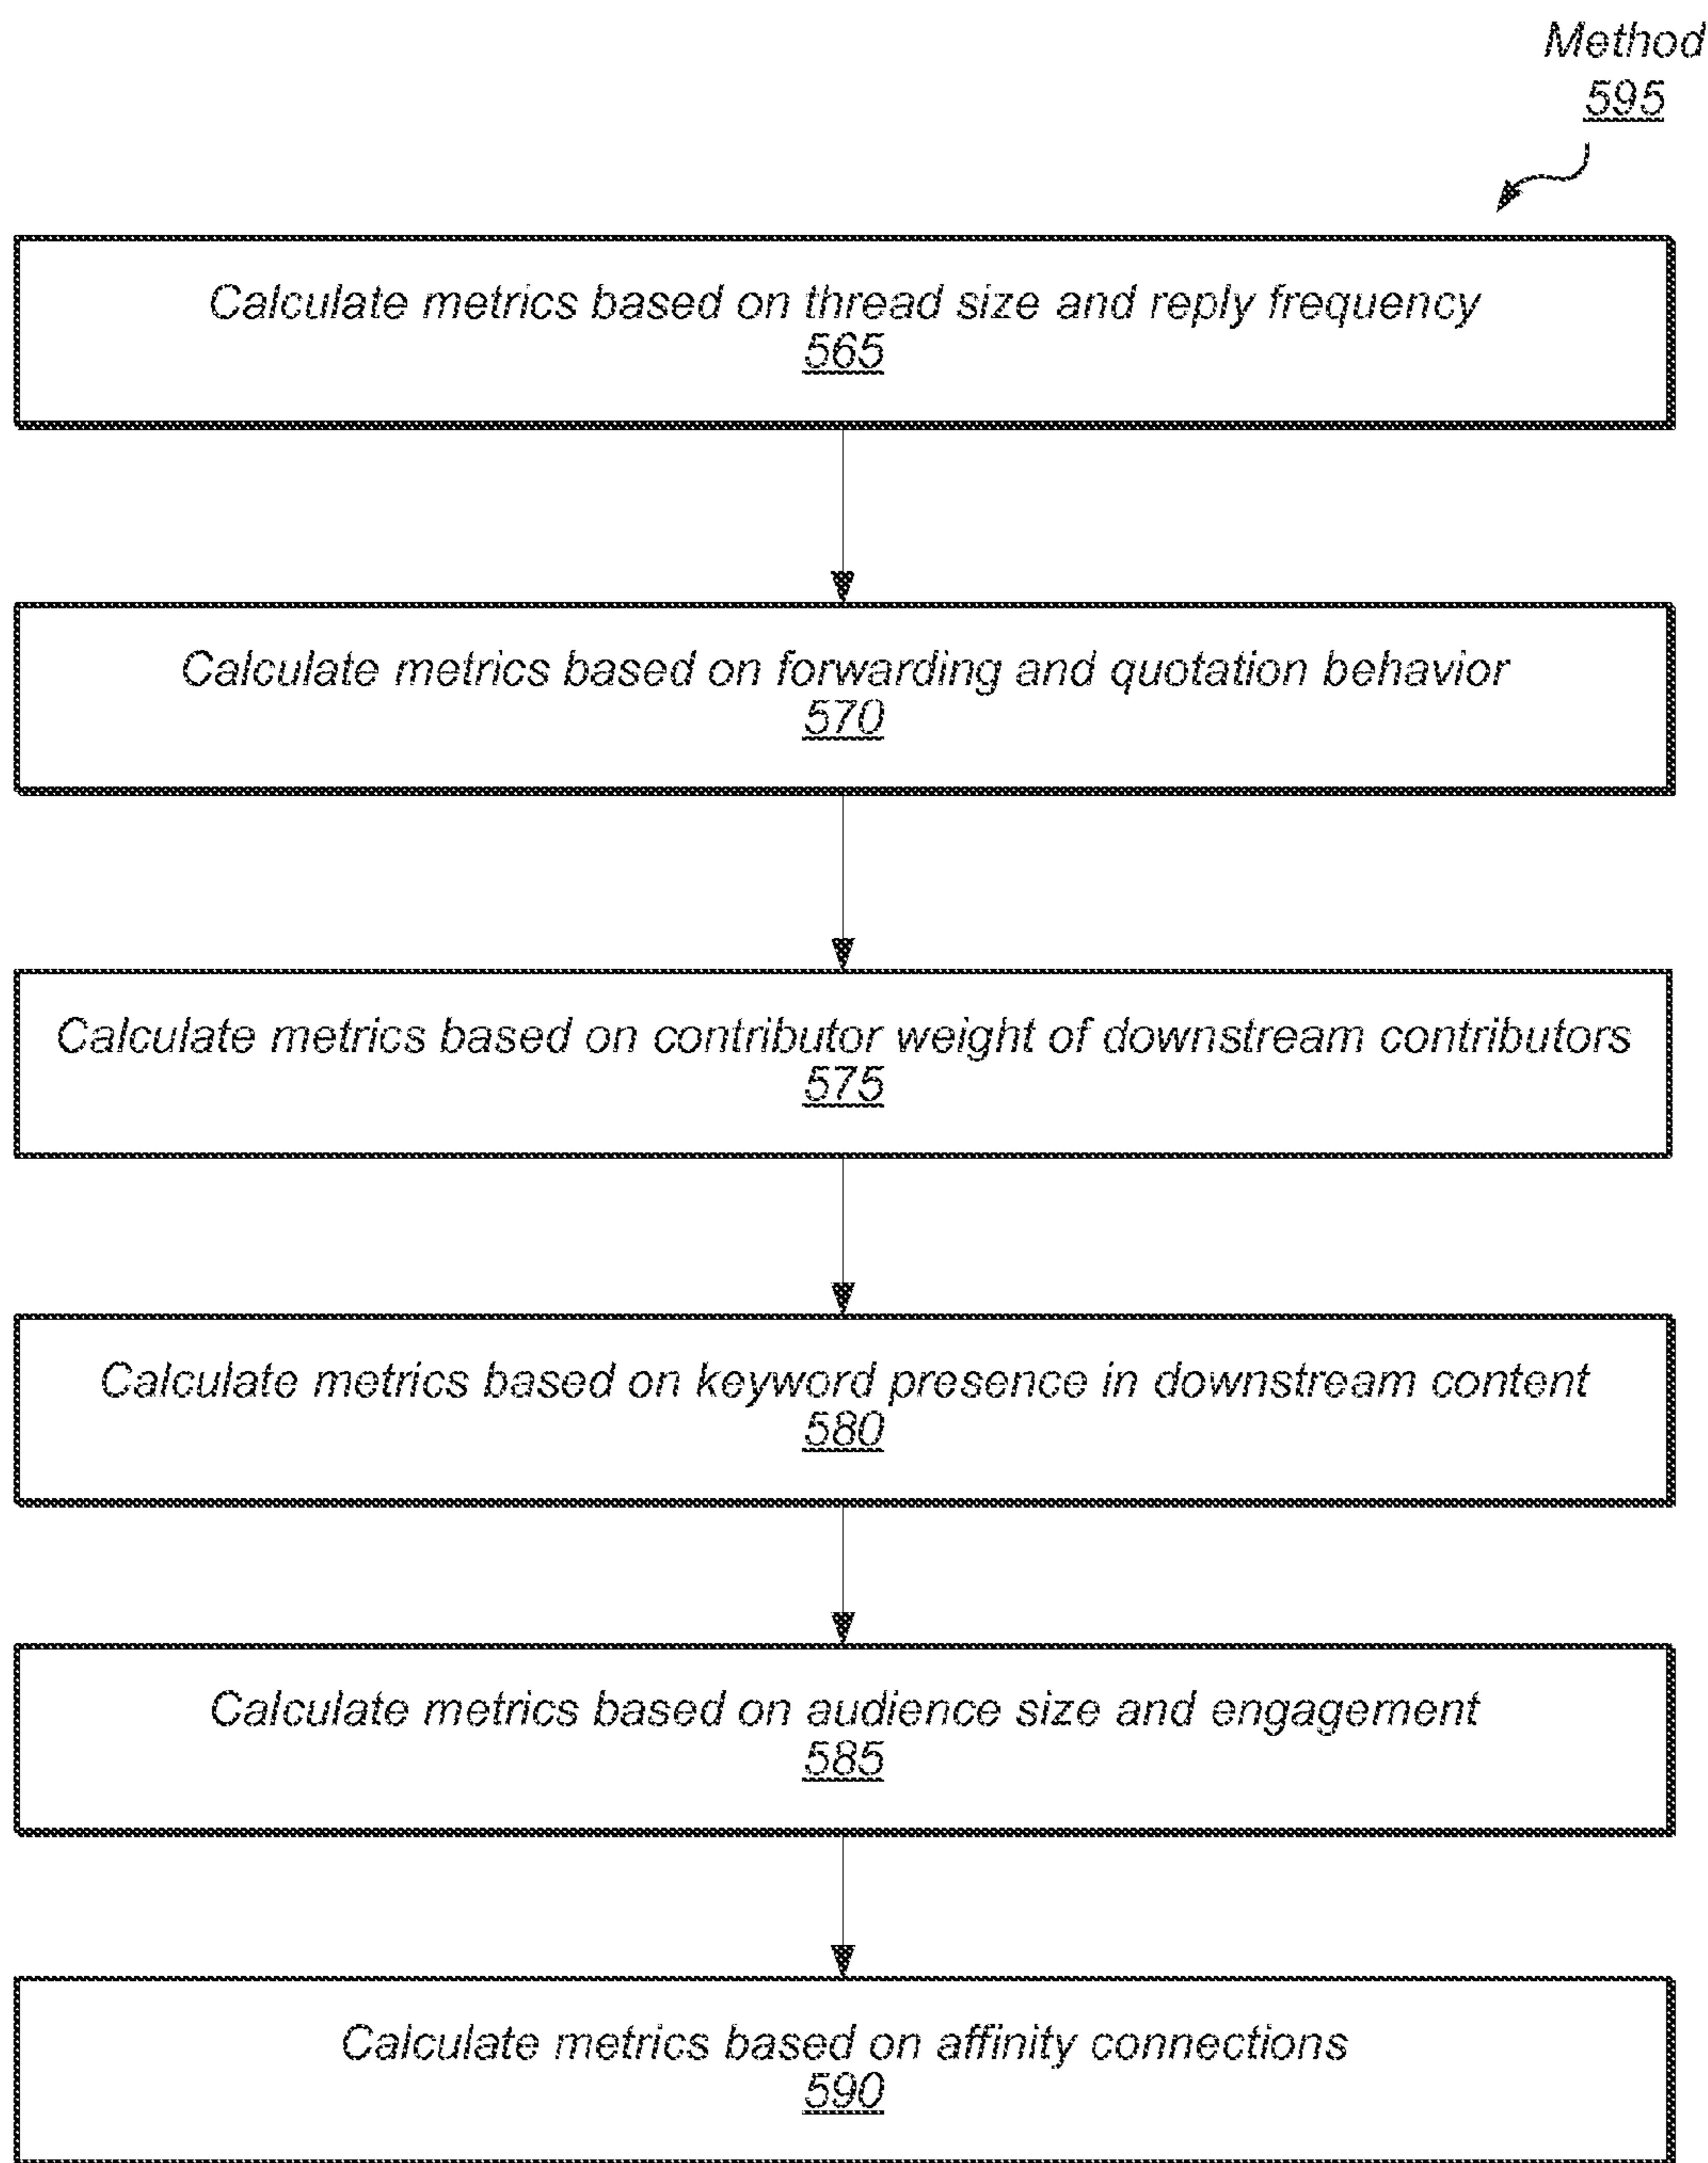 Method
595
Calculate metrics based on thread size and reply frequency
565
Calculate metrics based on forwarding and quotation behavior
570
Calculate metrics based on contributor weight of downstream contributors
575
Calculate metrics based on keyword presence in downstream content
580
Calculate metrics based on audience size and engagement
585
Calculate metrics based on affinity connections
590